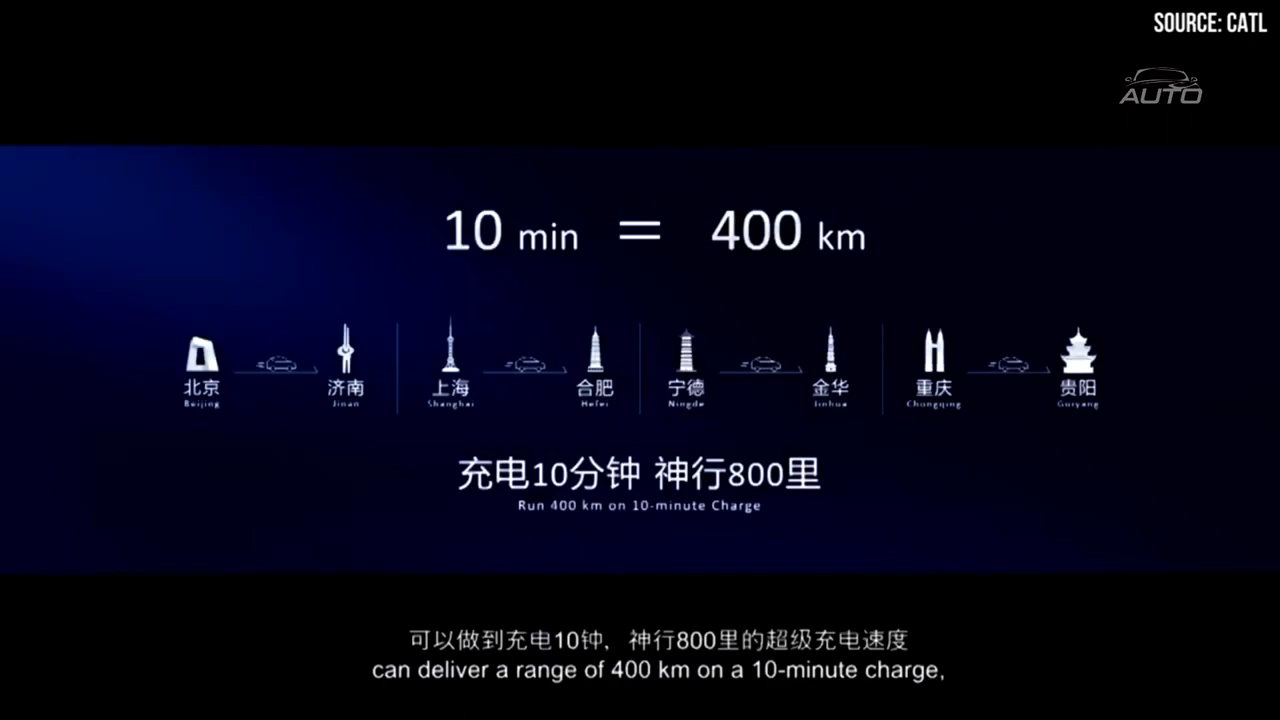 SOURCE: CATL
AUTO
10 min = 400 km
北京 济南 上海 合肥 宁德 金华 重庆 贵阳
Beijing Jinan Shanghai Hefei Ningde Jinhua Chongqing Guiyang
充电10分钟 神行800里
Run 400 km on 10-minute Charge
可以做到充电10钟，神行800里的超级充电速度
can deliver a range of 400 km on a 10-minute charge,